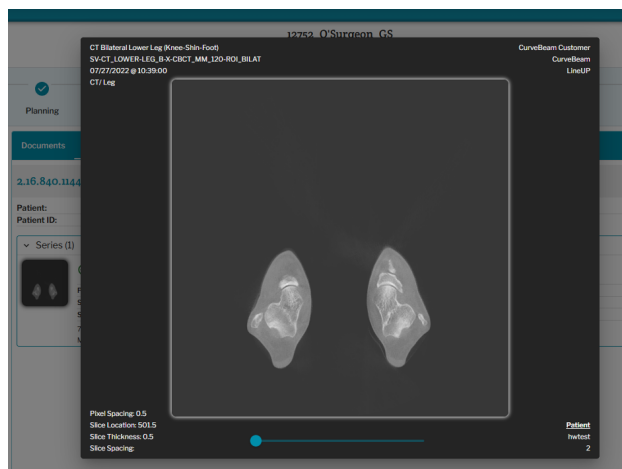 12752 O'Surgeon GS
CT Bilateral Lower Leg (Knee-Shin-Foot)
SV-CT_LOWER-LEG_B-X-CBCT_MM_120-ROI_BILAT
07/27/2022 @ 10:39:00
CT/ Leg
CurveBeam Customer
CurveBeam
LineUP
Planning
Documents
2.16.840.1144
Patient:
Patient ID:
Series (1)
Pixel Spacing: 0.5
Slice Location: 501.5
Slice Thickness: 0.5
Slice Spacing:
Patient
hwtest
2